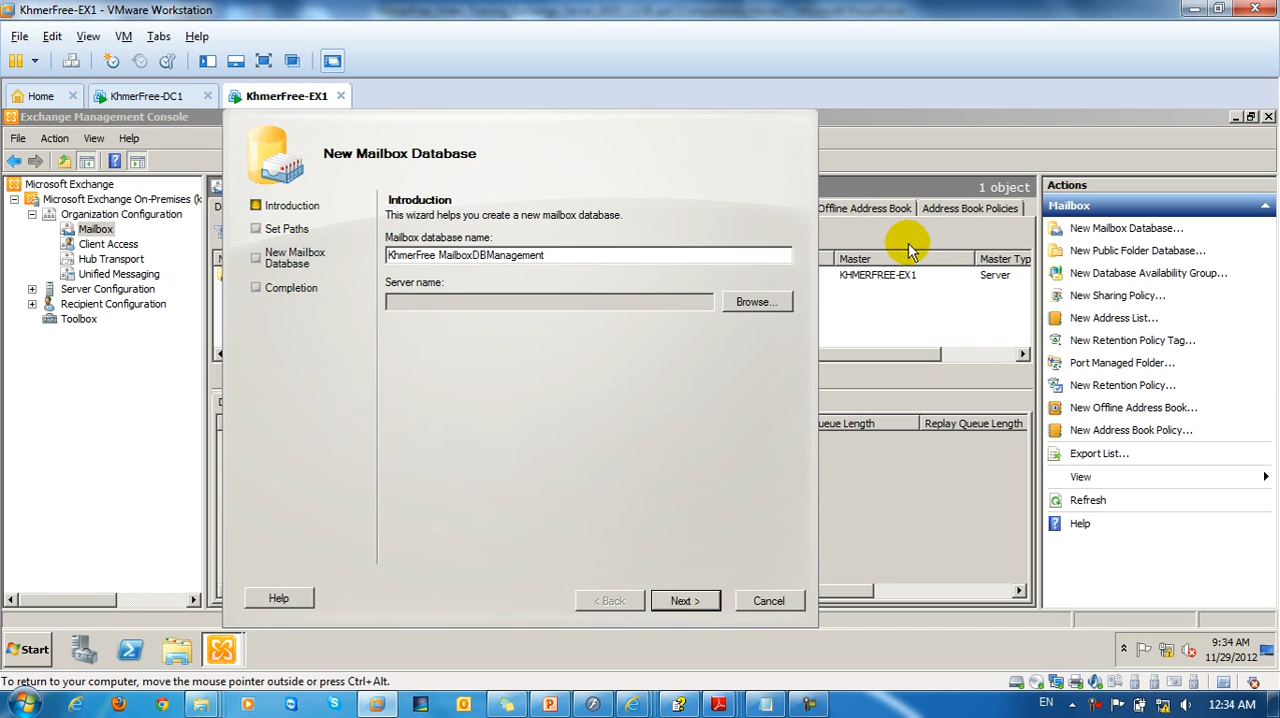 KhmerFree-EX1 - VMware Workstation
File Edit View VM Tabs Help
Home KhmerFree-DC1 KhmerFree-EX1
Exchange Management Console
File Action View Help
Microsoft Exchange
Microsoft Exchange On-Premises (k
Organization Configuration
Mailbox
Client Access
Hub Transport
Unified Messaging
Server Configuration
Recipient Configuration
Toolbox
New Mailbox Database
Introduction
Set Paths
New Mailbox
Database
Completion
Introduction
This wizard helps you create a new mailbox database.
Mailbox database name:
KhmerFree MailboxDBManagement
Server name:
Browse...
Help < Back Next > Cancel
1 object
Offline Address Book Address Book Policies
Master Master Typ
KHMERFREE-EX1 Server
ueue Length Replay Queue Length
Actions
Mailbox
New Mailbox Database...
New Public Folder Database...
New Database Availability Group...
New Sharing Policy...
New Address List...
New Retention Policy Tag...
Port Managed Folder...
New Retention Policy...
New Offline Address Book...
New Address Book Policy...
Export List...
View
Refresh
Help
Start
9:34 AM
11/29/2012
To return to your computer, move the mouse pointer outside or press Ctrl+Alt.
EN 12:34 AM